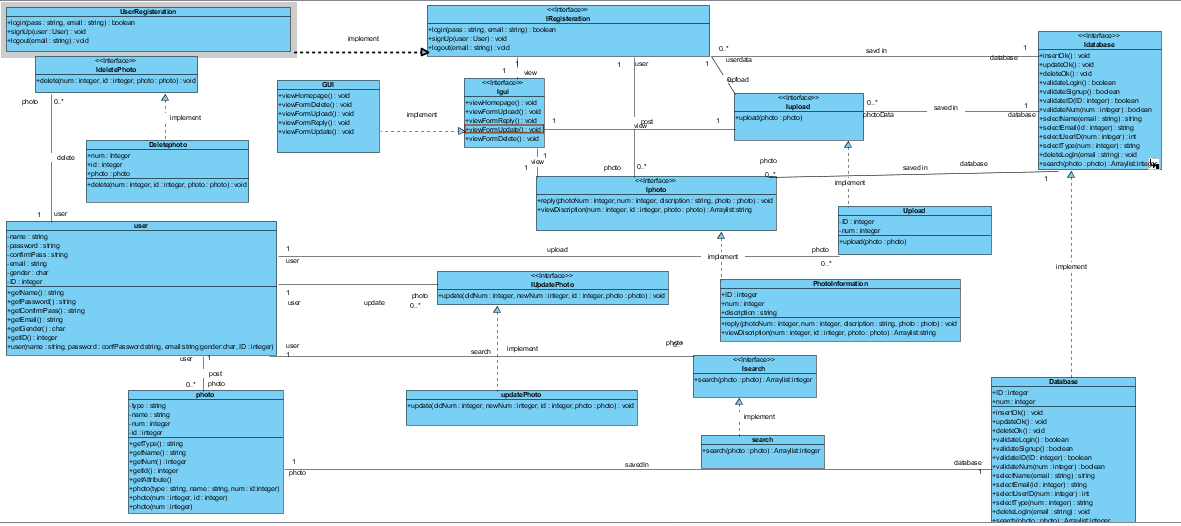 UserRegisteration
+login(pass : string, email : string) : boolean
+signUp(user : User) : void
+logout(email : string) : void
implement
<<Interface>>
IRegisteration
+login(pass : string, email : string) : boolean
+signUp(user : User) : void
+logout(email : string) : void
<<Interface>>
IdeletePhoto
+delete(num : integer, id : integer, photo : photo) : void
photo
0..*
implement
delete
1
user
Deletephoto
+num : Integer
+id : integer
+photo : photo
+delete(num : integer, id : integer, photo : photo) : void
GUI
+viewHomepage() : void
+viewFormDelete() : void
+viewFormUpload() : void
+viewFormReply() : void
+viewFormUpdate() : void
implement
1
view
<<Interface>>
Igui
+viewHomepage() : void
+viewFormUpload() : void
+viewFormReply() : void
+viewFormUpdate() : void
+viewFormDelete() : void
1
view
1
1
user
post
view
1
photo
0..*
1
0..*
userdata
savd in
1
database
upload
<<Interface>>
Iupload
+upload(photo : photo)
0..*
photoData
saved in
1
database
<<Interface>>
Idatabase
+insertOk() : void
+updateOk() : void
+deleteOk() : void
+validateLogin() : boolean
+validateSignup() : boolean
+validateID(ID : integer) : boolean
+validateNum(num : integer) : boolean
+selectName(email : string) : string
+selectEmail(id : integer) : string
+selectUserID(num : integer) : int
+selectType(num : integer) : string
+deleteLogin(email : string) : void
+search(photo : photo) : Arraylist:integer
<<Interface>>
Iphoto
+reply(photoNum : integer, num : integer, discription : string, photo : photo) : void
+viewDiscription(num : integer, id : integer, photo : photo) : Arraylist:string
photo
0..*
saved in
database
1
implement
Upload
-ID : integer
-num : integer
+upload(photo : photo)
user
-name : string
-password : string
-confirmPass : string
-email : string
-gender : char
-ID : integer
+getName() : string
+getPassword() : string
+getConfirmPass() : string
+getEmail() : string
+getGender() : char
+getID() : integer
+user(name : string, password : confPassword:string, email:string:gender:char, ID : integer)
1
user
upload
photo
0..*
implement
1
user
update
photo
0..*
<<Interface>>
IUpdatePhoto
+update(oldNum : integer, newNum : integer, id : integer, photo : photo) : void
PhotoInformation
+ID : integer
+num : integer
+discription : string
+reply(photoNum : integer, num : integer, discription : string, photo : photo) : void
+viewDiscription(num : integer, id : integer, photo : photo) : Arraylist:string
implement
user
1
search
implement
photo
<<Interface>>
Isearch
+search(photo : photo) : Arraylist:integer
user
1
post
0..*
photo
photo
-type : string
-name : string
-num : integer
-id : integer
+getType() : string
+getName() : string
+getNum() : integer
+getId() : integer
+getAttribute()
+photo(type : string, name : string, num : id:integer)
+photo(num : integer, id : integer)
+photo(num : integer)
updatePhoto
+update(oldNum : integer, newNum : integer, id : integer, photo : photo) : void
implement
search
+search(photo : photo) : Arraylist:integer
1
photo
savedIn
database
1
Database
+ID : integer
+num : integer
+insertOk() : void
+updateOk() : void
+deleteOk() : void
+validateLogin() : boolean
+validateSignup() : boolean
+validateID(ID : integer) : boolean
+validateNum(num : integer) : boolean
+selectName(email : string) : string
+selectEmail(id : integer) : string
+selectUserID(num : integer) : int
+selectType(num : integer) : string
+deleteLogin(email : string) : void
+search(photo : photo) : Arraylist:integer